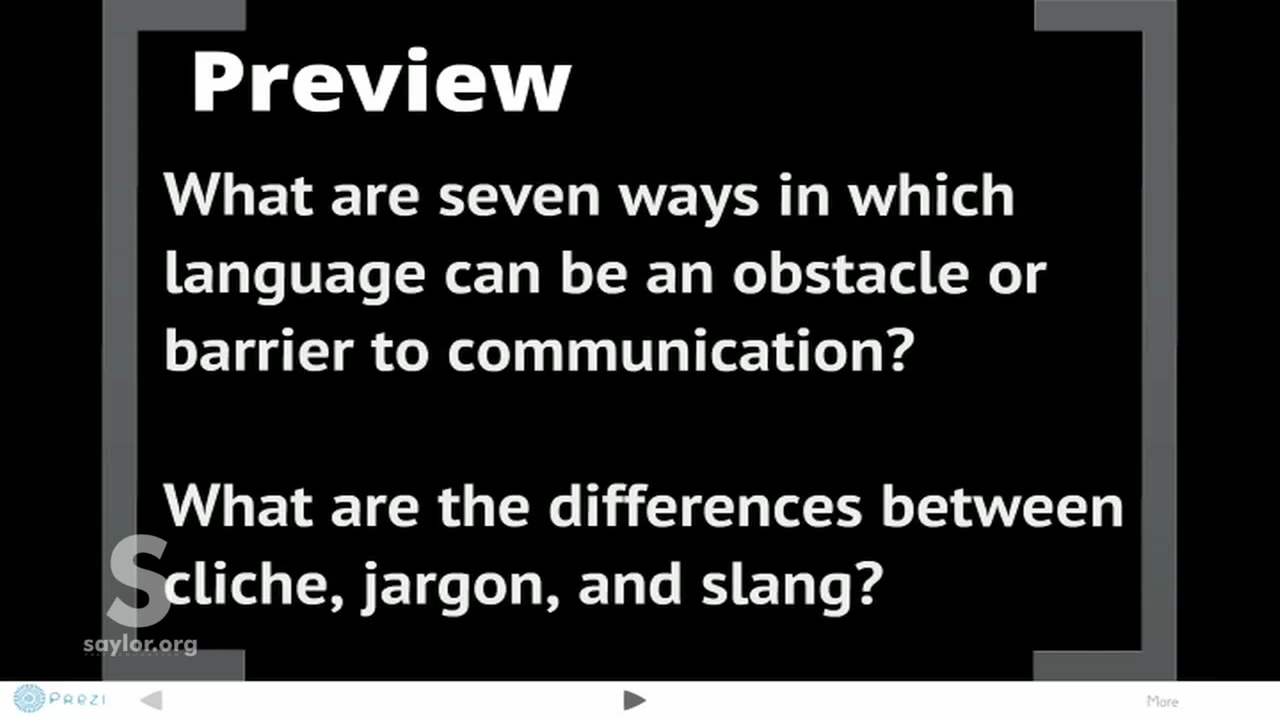 Preview
What are seven ways in which
language can be an obstacle or
barrier to communication?
What are the differences between
cliche, jargon, and slang?
S
saylor.org
Prezi
More